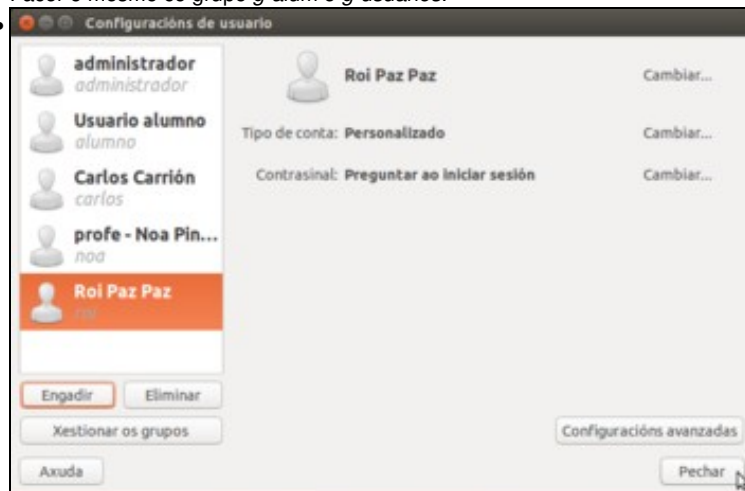 Configuracións de usuario
administrador
administrador
Usuario alumno
alumno
Carlos Carrión
carlos
profe - Noa Pin...
noa
Roi Paz Paz
roi
Engadir
Eliminar
Xestionar os grupos
Axuda
Roi Paz Paz
Cambiar...
Tipo de conta: Personalizado
Cambiar...
Contrasinal: Preguntar ao iniciar sesión
Cambiar...
Configuracións avanzadas
Pechar